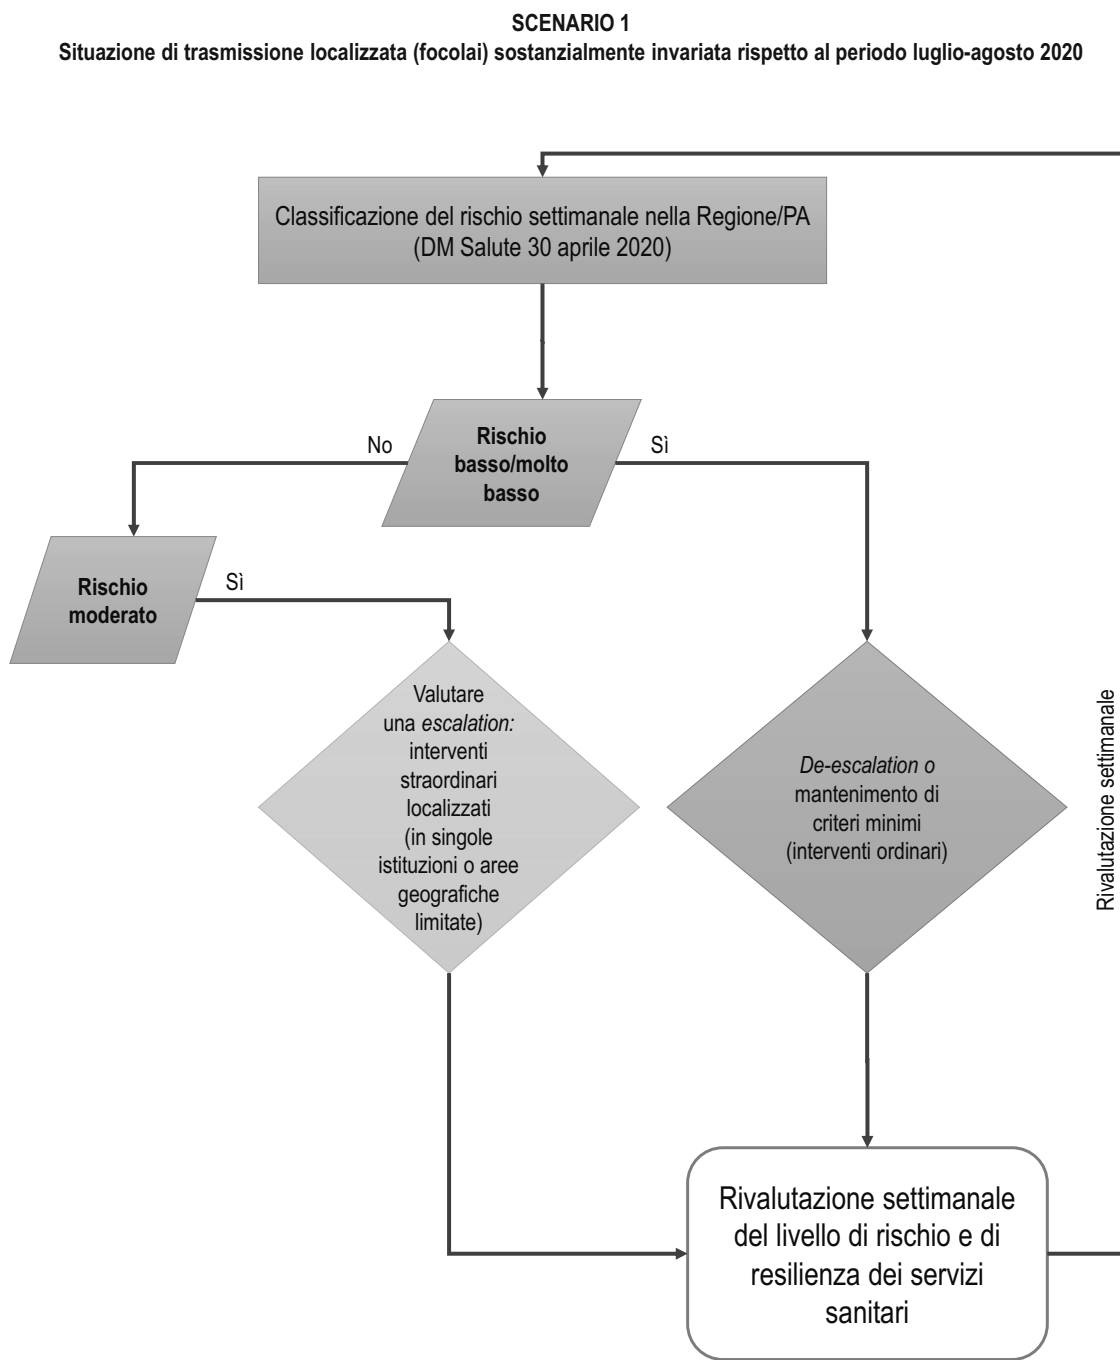 SCENARIO 1
Situazione di trasmissione localizzata (focolai) sostanzialmente invariata rispetto al periodo luglio-agosto 2020
Classificazione del rischio settimanale nella Regione/PA
(DM Salute 30 aprile 2020)
No
Rischio
basso/molto
basso
Sì
Rischio
moderato
Sì
Valutare
una escalation:
interventi
straordinari
localizzati
(in singole
istituzioni o aree
geografiche
limitate)
De-escalation o
mantenimento di
criteri minimi
(interventi ordinari)
Rivalutazione settimanale
Rivalutazione settimanale
del livello di rischio e di
resilienza dei servizi
sanitari